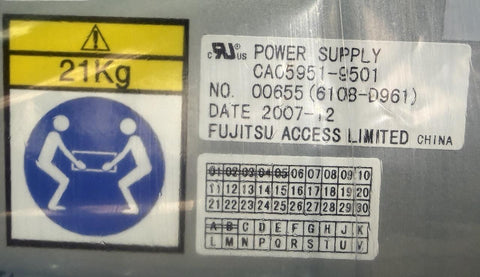 21Kg
c RU US POWER SUPPLY
CA05951-9501
NO. 00655(6108-D961)
DATE 2007-12
FUJITSU ACCESS LIMITED CHINA
01 02 03 04 05 06 07 08 09 10
11 12 13 14 15 16 17 18 19 20
21 22 23 24 25 26 27 28 29 30
A B C D E F G H J K
L M N P Q R S T U V